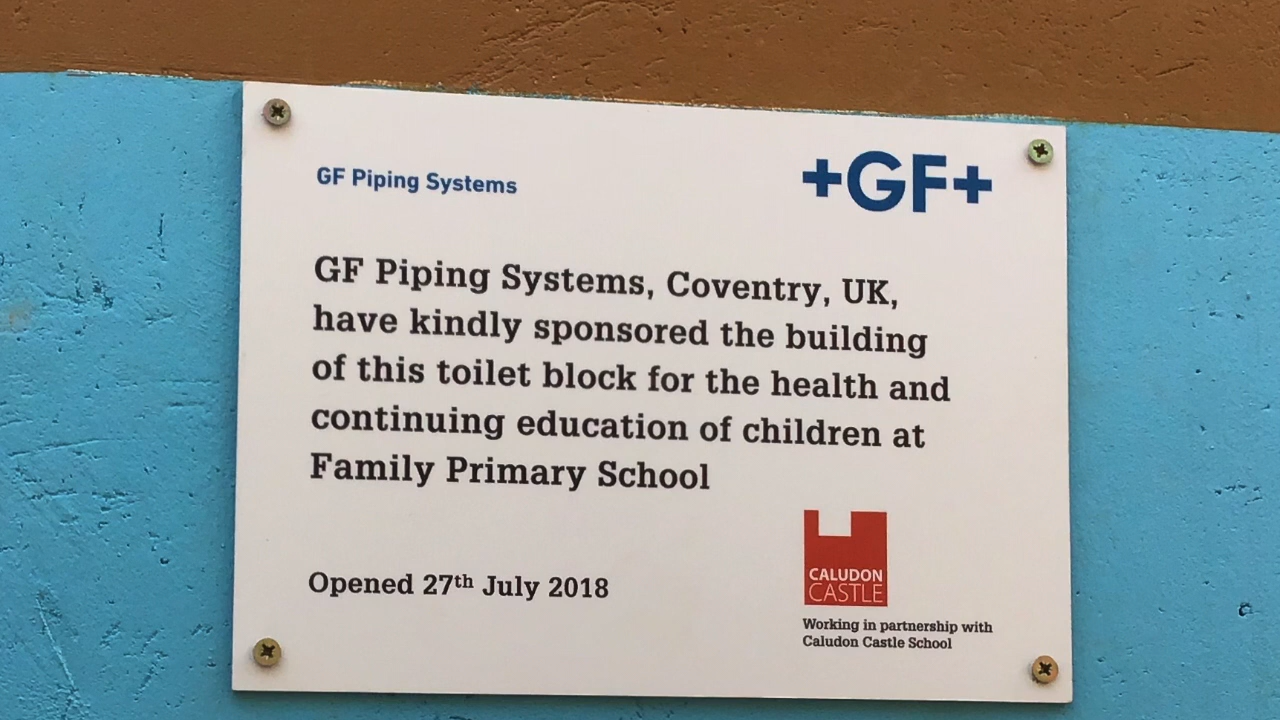 GF Piping Systems
+GF+
GF Piping Systems, Coventry, UK,
have kindly sponsored the building
of this toilet block for the health and
continuing education of children at
Family Primary School
Opened 27th July 2018
CALUDON
CASTLE
Working in partnership with
Caludon Castle School